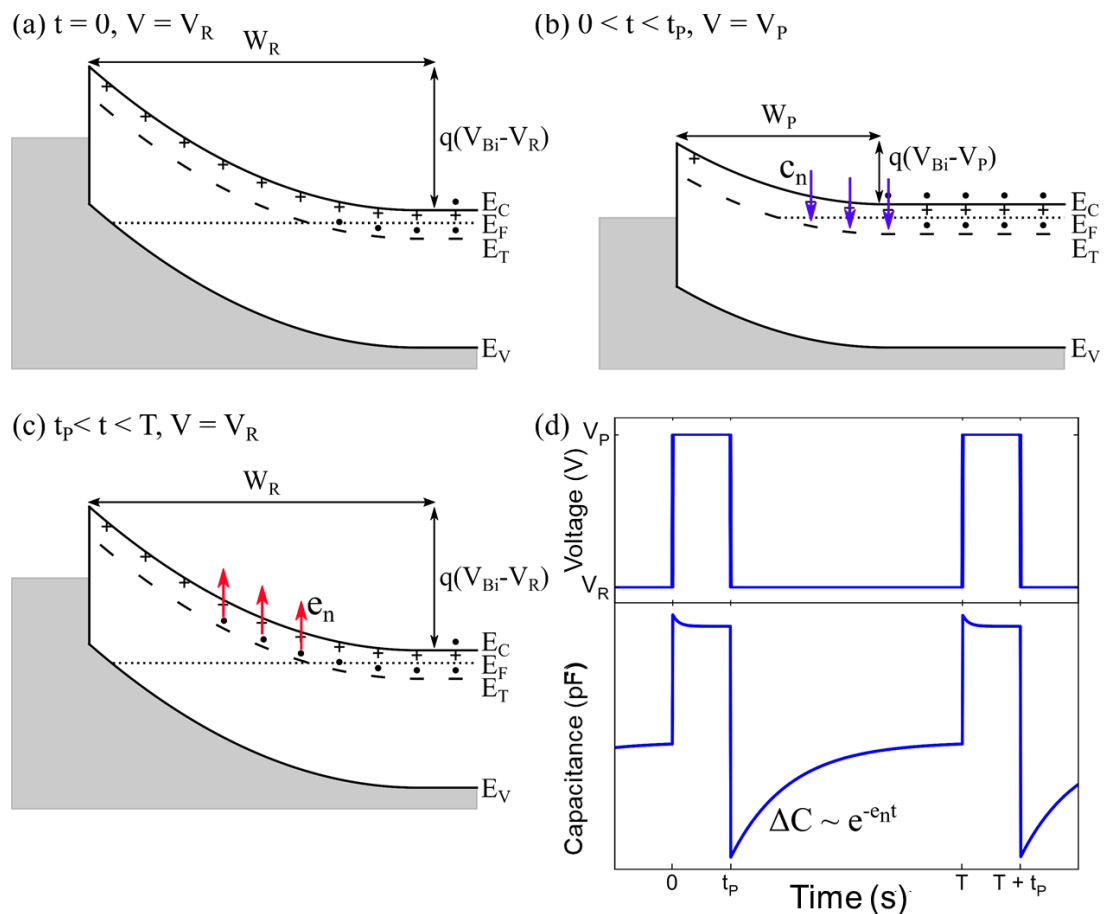 (a) t = 0, V = V_R
W_R
q(V_Bi-V_R)
E_C
E_F
E_T
E_V
(b) 0 < t < t_P, V = V_P
W_P
c_n
q(V_Bi-V_P)
E_C
E_F
E_T
E_V
(c) t_P< t < T, V = V_R
W_R
e_n
q(V_Bi-V_R)
E_C
E_F
E_T
E_V
(d)
V_P
Voltage (V)
V_R
Capacitance (pF)
ΔC ~ e^-e_nt
0
t_P
T
T + t_P
Time (s)